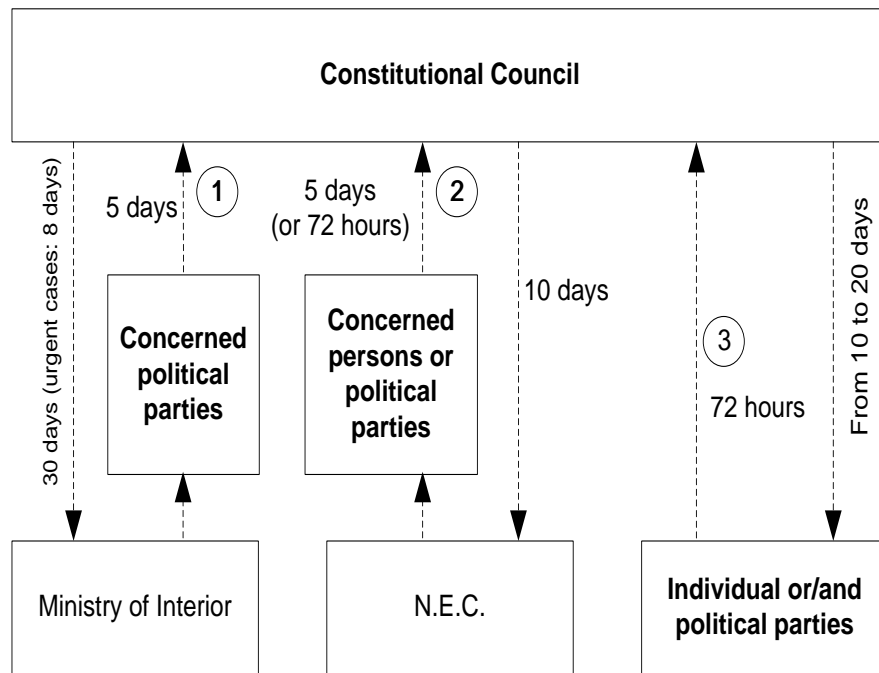 Constitutional Council
30 days (urgent cases: 8 days)
5 days
1
5 days
(or 72 hours)
2
10 days
3
72 hours
From 10 to 20 days
Concerned
political
parties
Concerned
persons or
political
parties
Ministry of Interior
N.E.C.
Individual or/and
political parties